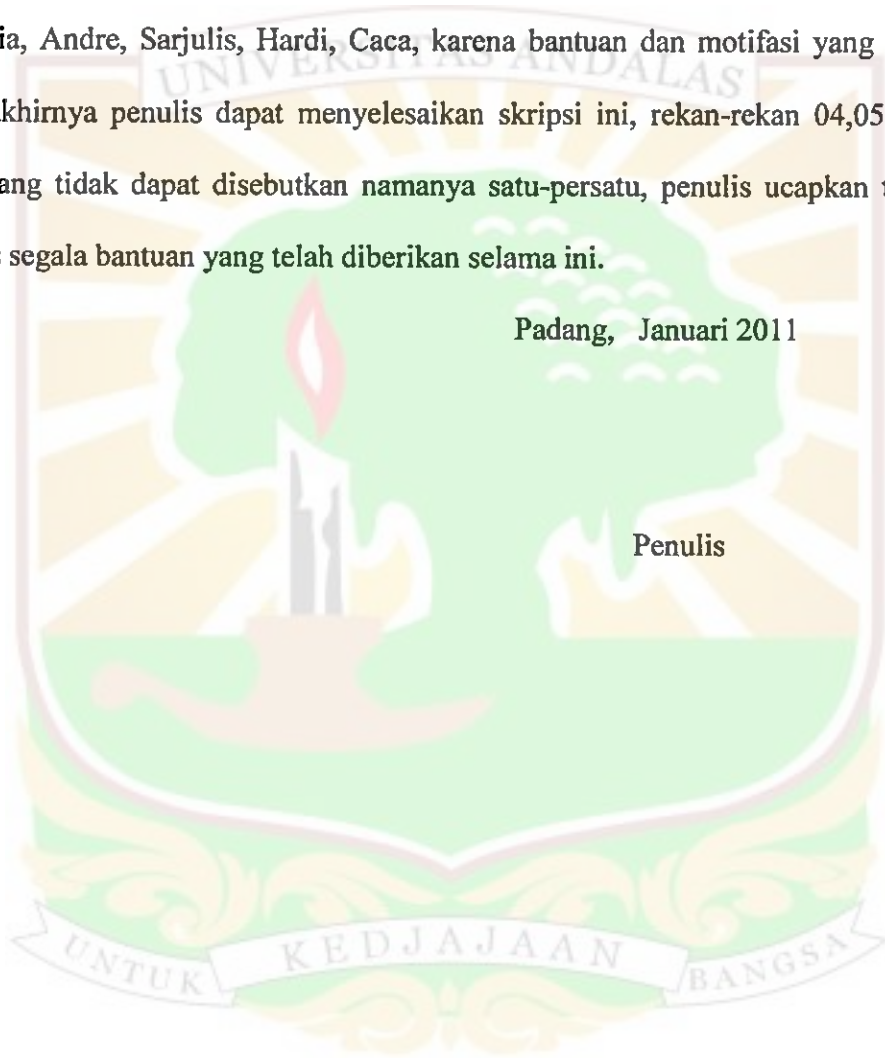 ia, Andre, Sarjulis, Hardi, Caca, karena bantuan dan motifasi yang
UNIVERSITAS ANDALAS
khirnya penulis dapat menyelesaikan skripsi ini, rekan-rekan 04,05
ang tidak dapat disebutkan namanya satu-persatu, penulis ucapkan
segala bantuan yang telah diberikan selama ini.
Padang, Januari 2011
Penulis
UNTUK KEDJAJAAN BANGSA